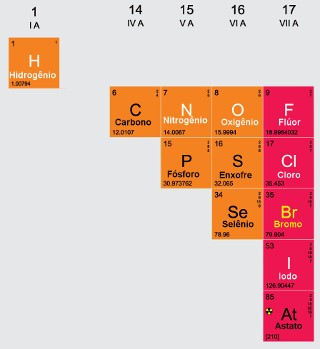 1 14 15 16 17
I A IV A V A VI A VII A
1
H
Hidrogênio
1.00794
6 7 8 9
C N O F
Carbono Nitrogênio Oxigênio Flúor
12.0107 14.0067 15.9994 18.9984032
15 16 17
P S Cl
Fósforo Enxofre Cloro
30.973762 32.065 35.453
34 35
Se Br
Selênio Bromo
78.96 79.904
53
I
Iodo
126.90447
85
At
Astato
[210]